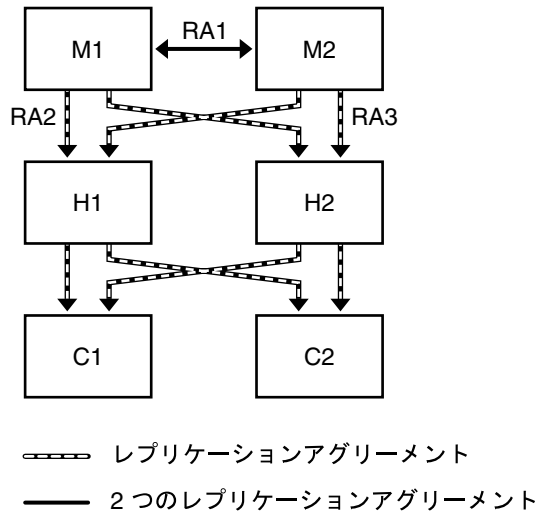 M1
RA1
M2
RA2
RA3
H1
H2
C1
C2
レプリケーションアグリーメント
2 つのレプリケーションアグリーメント